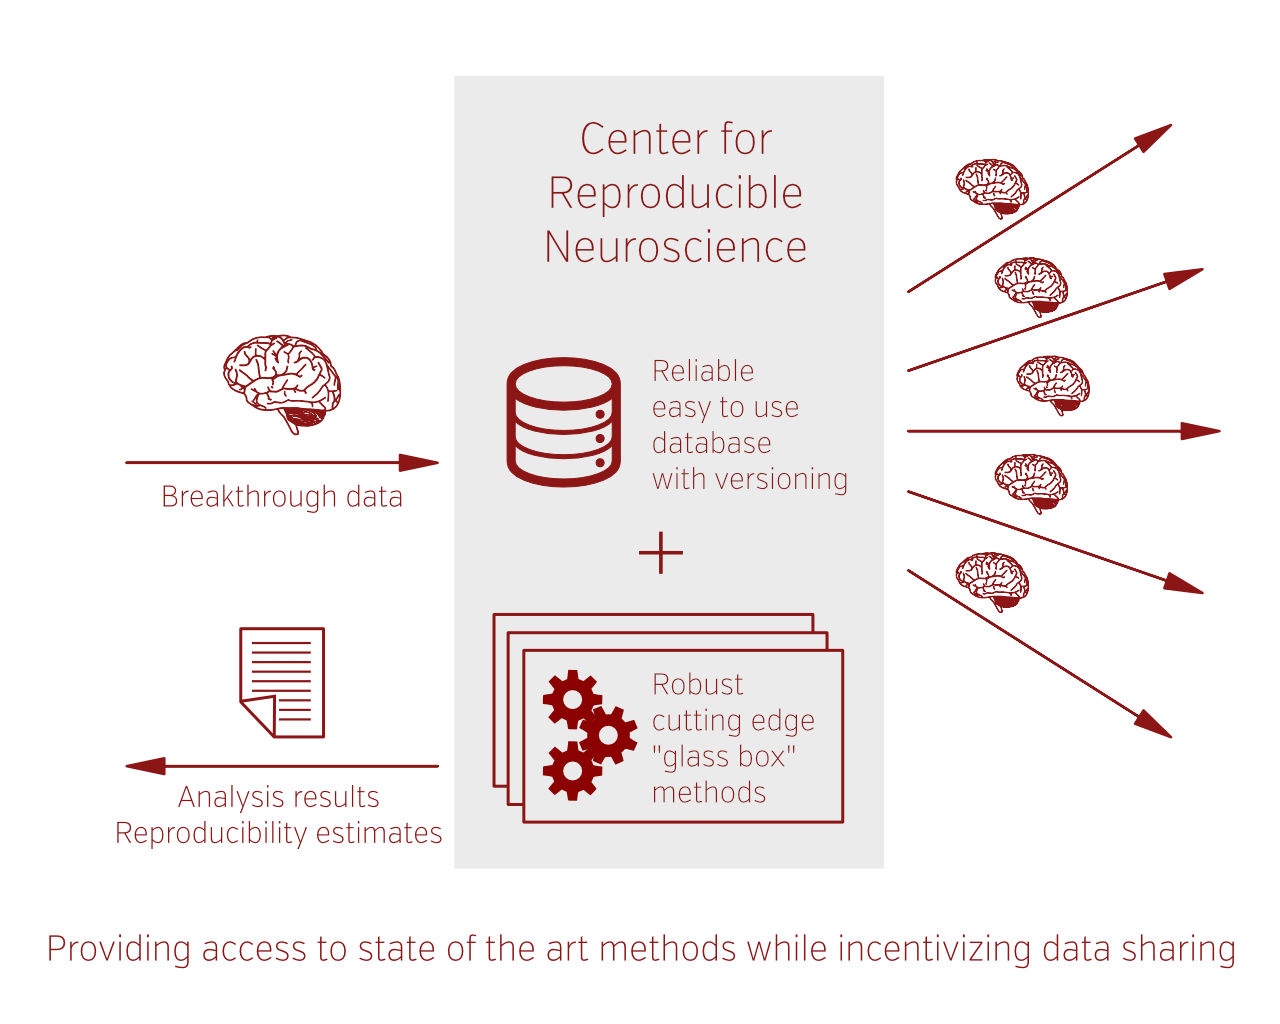 Center for
Reproducible
Neuroscience
Reliable
easy to use
database
with versioning
Breakthrough data
Robust
cutting edge
"glass box"
methods
Analysis results
Reproducibility estimates
Providing access to state of the art methods while incentivizing data sharing